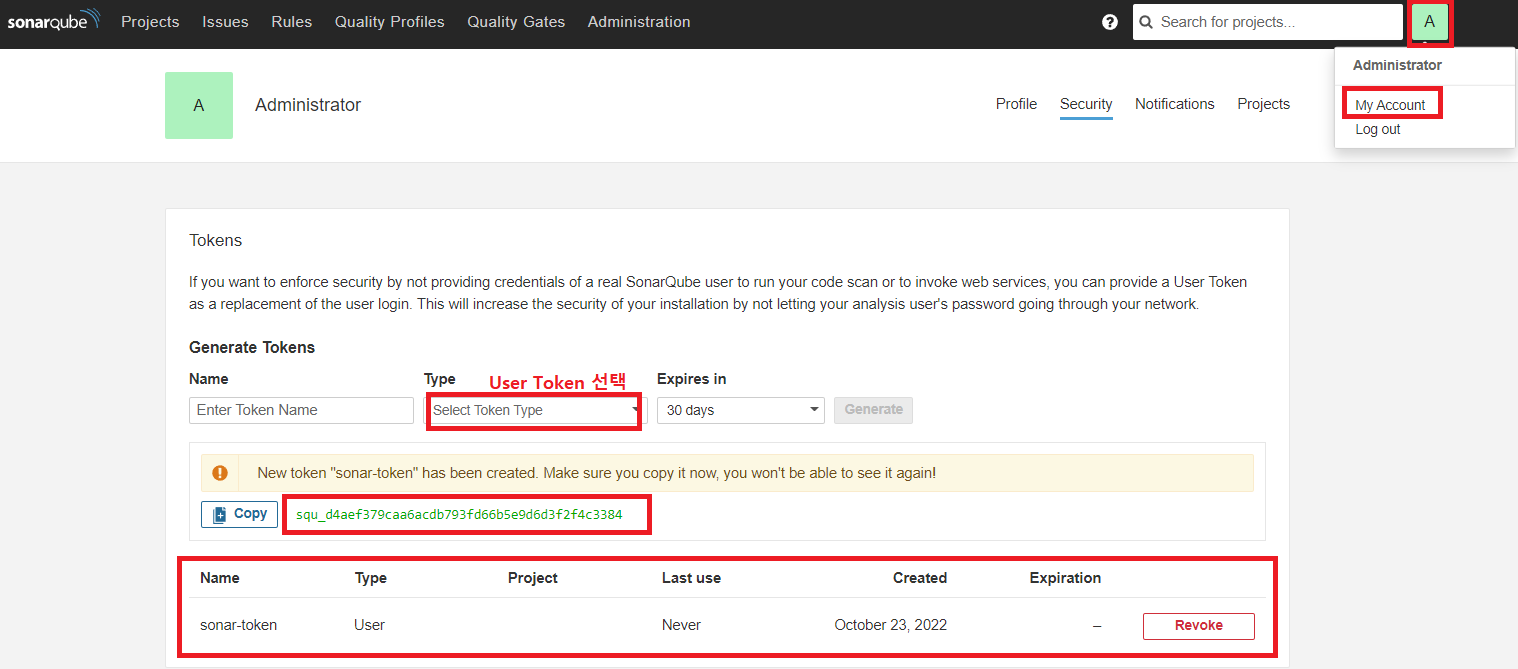 sonarqube Projects Issues Rules Quality Profiles Quality Gates Administration ? Search for projects... A
Administrator
My Account
Log out
A Administrator Profile Security Notifications Projects
Tokens
If you want to enforce security by not providing credentials of a real SonarQube user to run your code scan or to invoke web services, you can provide a User Token
as a replacement of the user login. This will increase the security of your installation by not letting your analysis user's password going through your network.
Generate Tokens
Name Type User Token 선택 Expires in
Enter Token Name Select Token Type 30 days Generate
New token "sonar-token" has been created. Make sure you copy it now, you won't be able to see it again!
Copy squ_d4aef379caa6acdb793fd66b5e9d6d3f2f4c3384
Name Type Project Last use Created Expiration
sonar-token User Never October 23, 2022 – Revoke